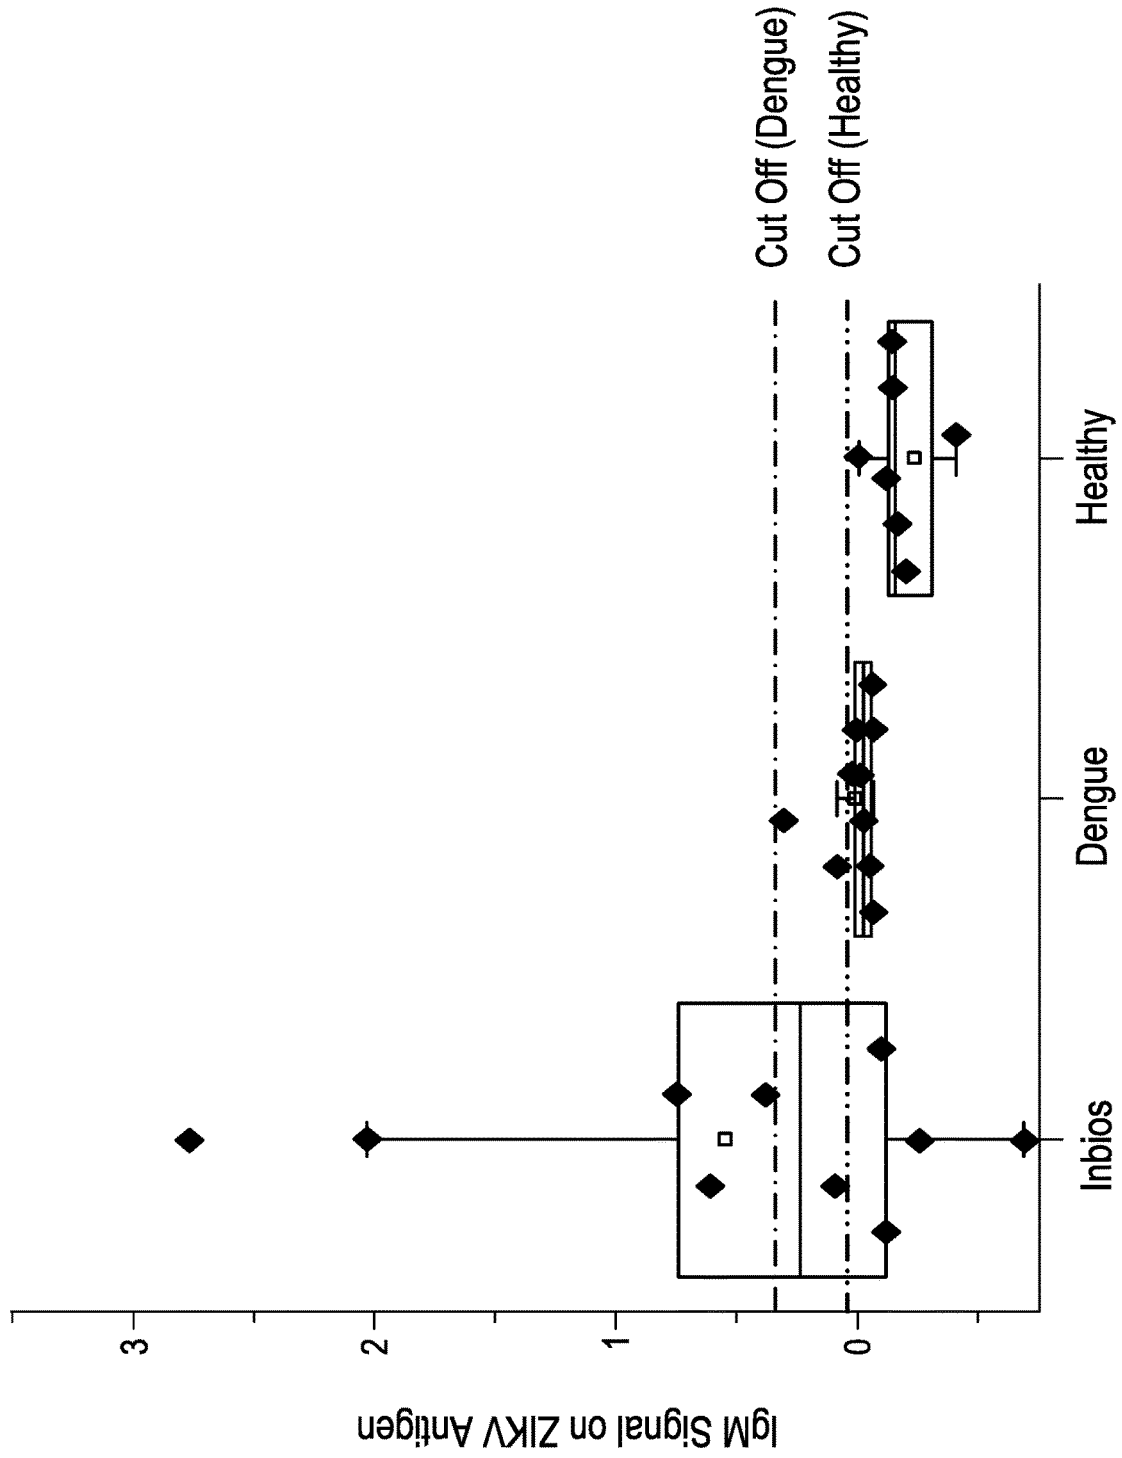 IgM Signal on ZIKV Antigen
3
2
1
0
Cut Off (Dengue)
Cut Off (Healthy)
Inbios
Dengue
Healthy